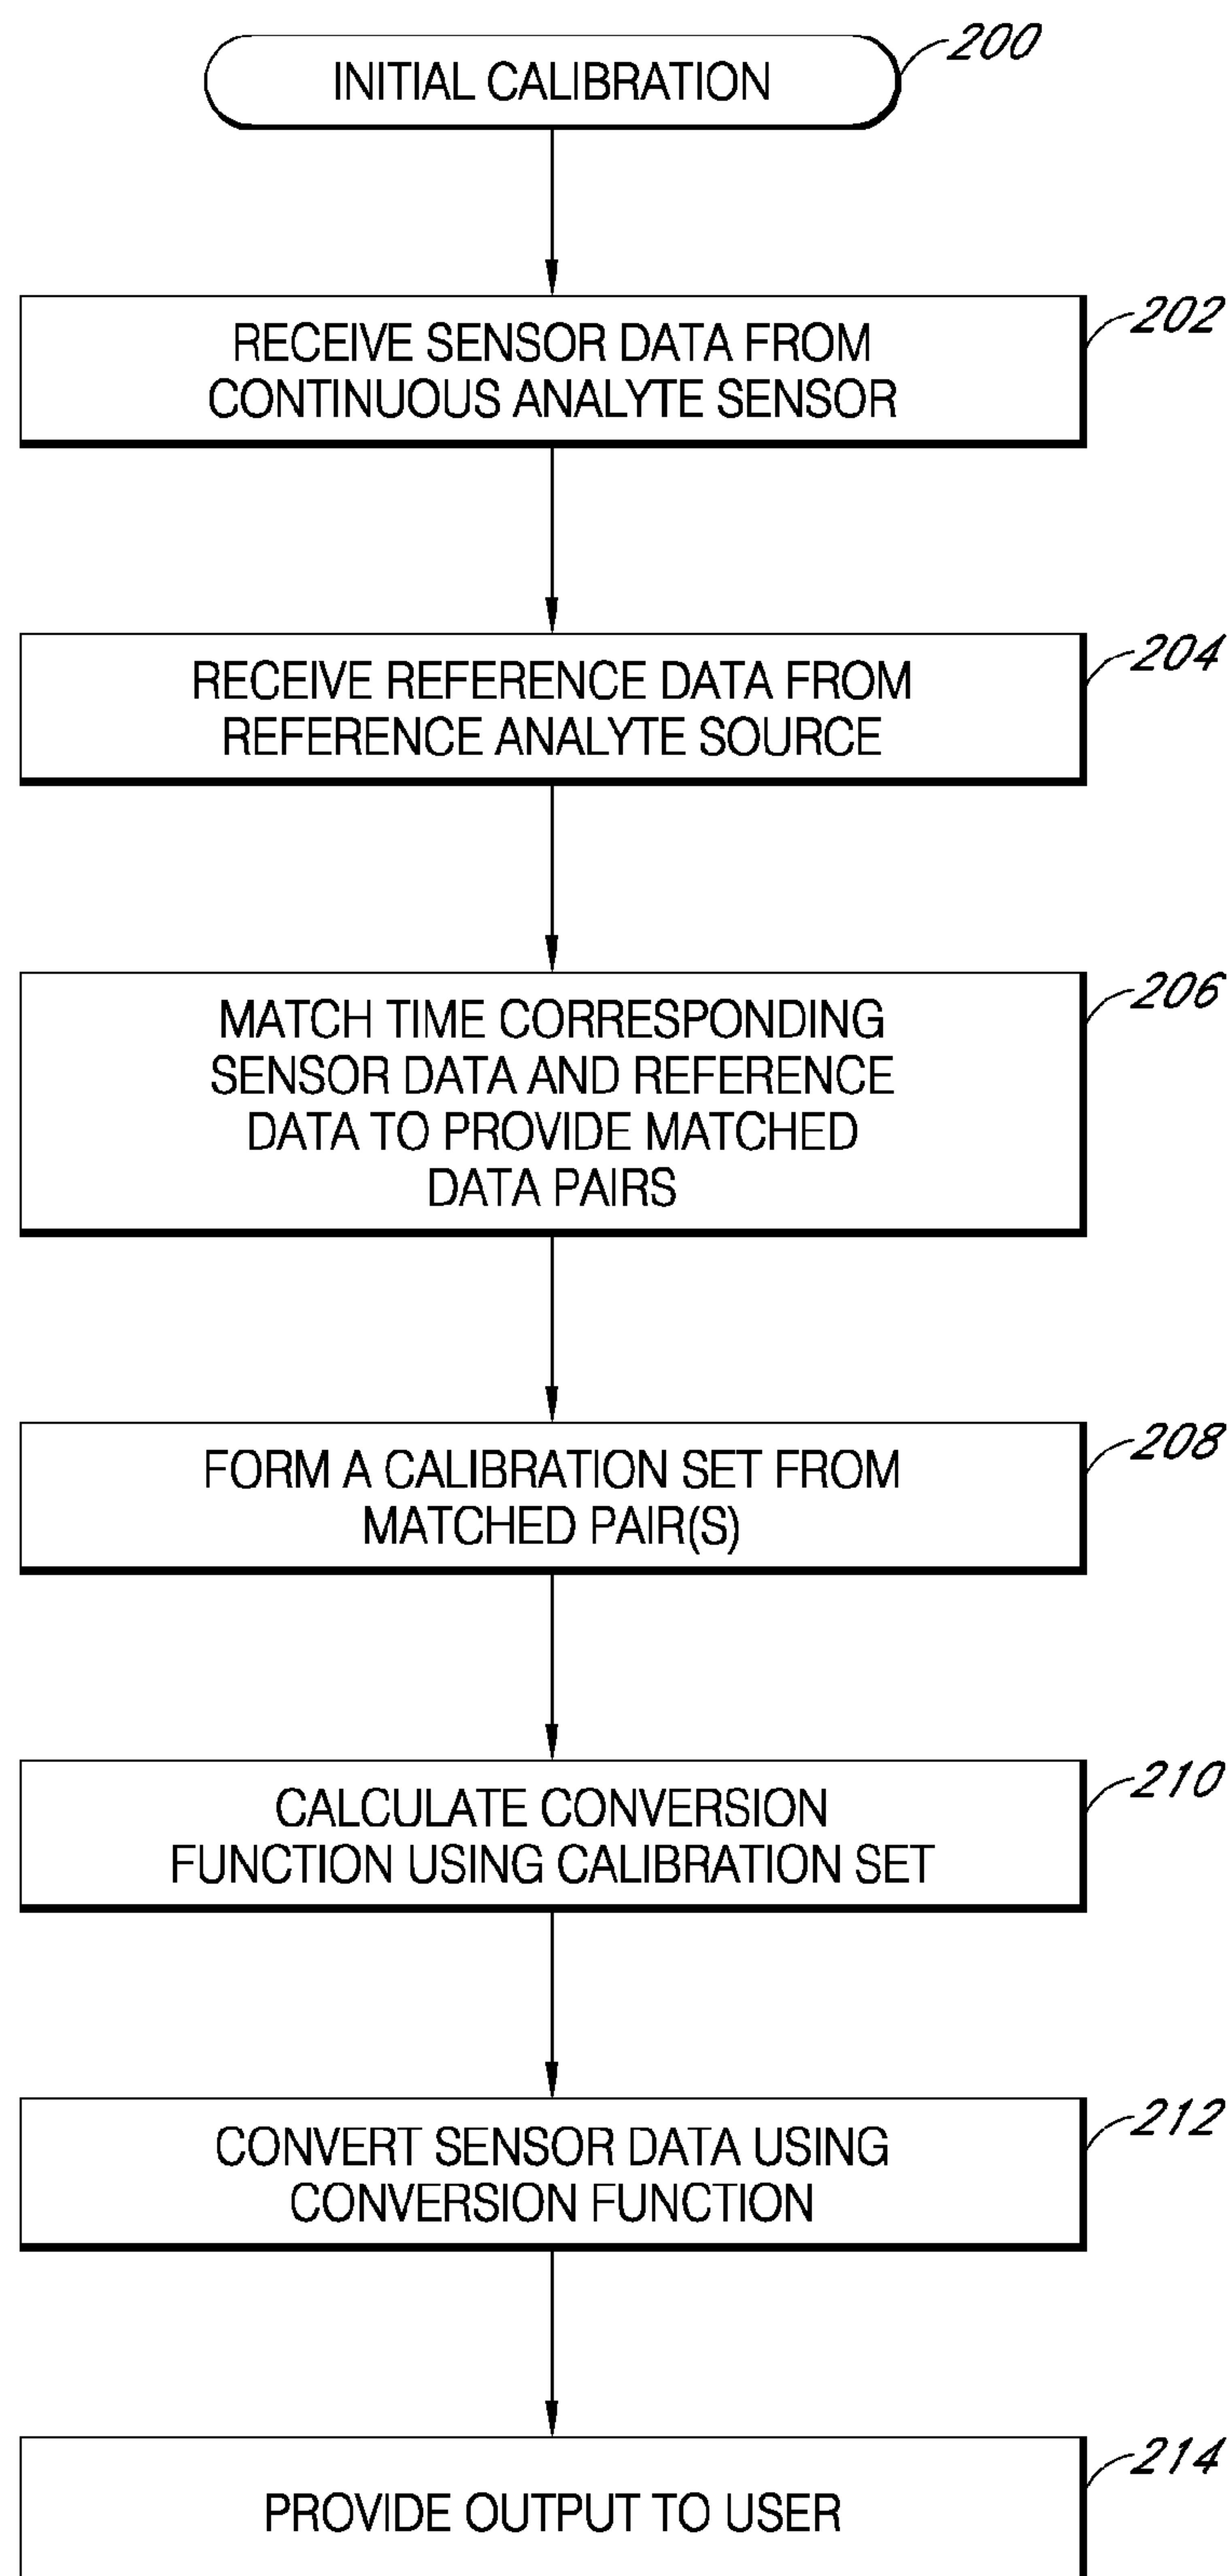 INITIAL CALIBRATION
200
RECEIVE SENSOR DATA FROM
CONTINUOUS ANALYTE SENSOR
202
RECEIVE REFERENCE DATA FROM
REFERENCE ANALYTE SOURCE
204
MATCH TIME CORRESPONDING
SENSOR DATA AND REFERENCE
DATA TO PROVIDE MATCHED
DATA PAIRS
206
FORM A CALIBRATION SET FROM
MATCHED PAIR(S)
208
CALCULATE CONVERSION
FUNCTION USING CALIBRATION SET
210
CONVERT SENSOR DATA USING
CONVERSION FUNCTION
212
PROVIDE OUTPUT TO USER
214